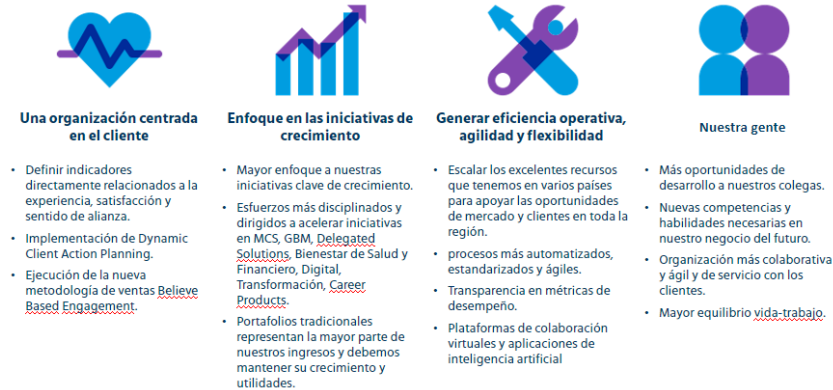 Una organización centrada
en el cliente
• Definir indicadores
directamente relacionados a la
experiencia, satisfacción y
sentido de alianza.
• Implementación de Dynamic
Client Action Planning.
• Ejecución de la nueva
metodología de ventas Believe
Based Engagement.
Enfoque en las iniciativas de
crecimiento
• Mayor enfoque a nuestras
iniciativas clave de crecimiento.
• Esfuerzos más disciplinados y
dirigidos a acelerar iniciativas
en MCS, GBM, Delegated
Solutions, Bienestar de Salud y
Financiero, Digital,
Transformación, Career
Products.
• Portafolios tradicionales
representan la mayor parte de
nuestros ingresos y debemos
mantener su crecimiento y
utilidades.
Generar eficiencia operativa,
agilidad y flexibilidad
• Escalar los excelentes recursos
que tenemos en varios países
para apoyar las oportunidades
de mercado y clientes en toda la
región.
• procesos más automatizados,
estandarizados y ágiles.
• Transparencia en métricas de
desempeño.
• Plataformas de colaboración
virtuales y aplicaciones de
inteligencia artificial
Nuestra gente
• Más oportunidades de
desarrollo a nuestros colegas.
• Nuevas competencias y
habilidades necesarias en
nuestro negocio del futuro.
• Organización más colaborativa
y ágil y de servicio con los
clientes.
• Mayor equilibrio vida-trabajo.